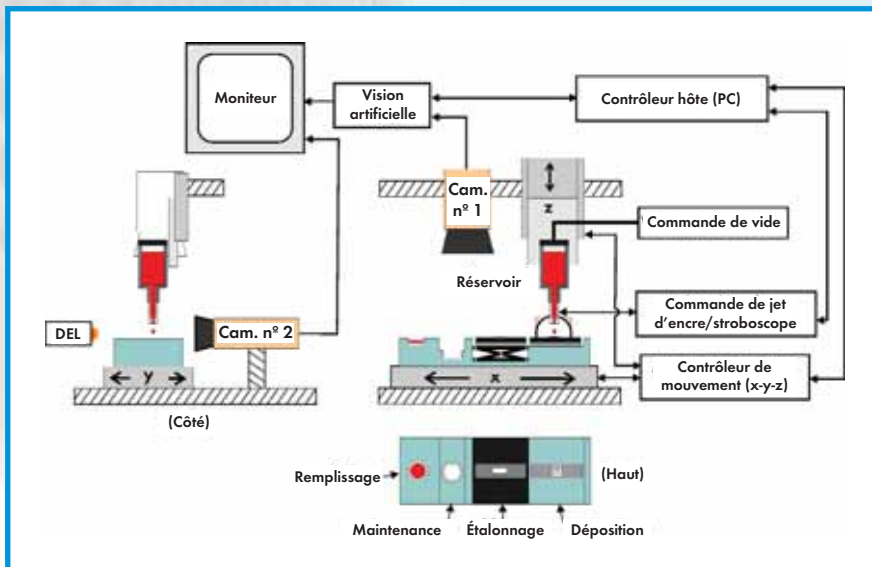 Moniteur
Vision
artificielle
Contrôleur hôte (PC)
Cam.
nº 1
z
Commande de vide
Réservoir
DEL
Cam. nº 2
Commande de jet
d'encre/stroboscope
y
x
Contrôleur de
mouvement (x-y-z)
(Côté)
Remplissage
(Haut)
Maintenance
Étalonnage
Déposition